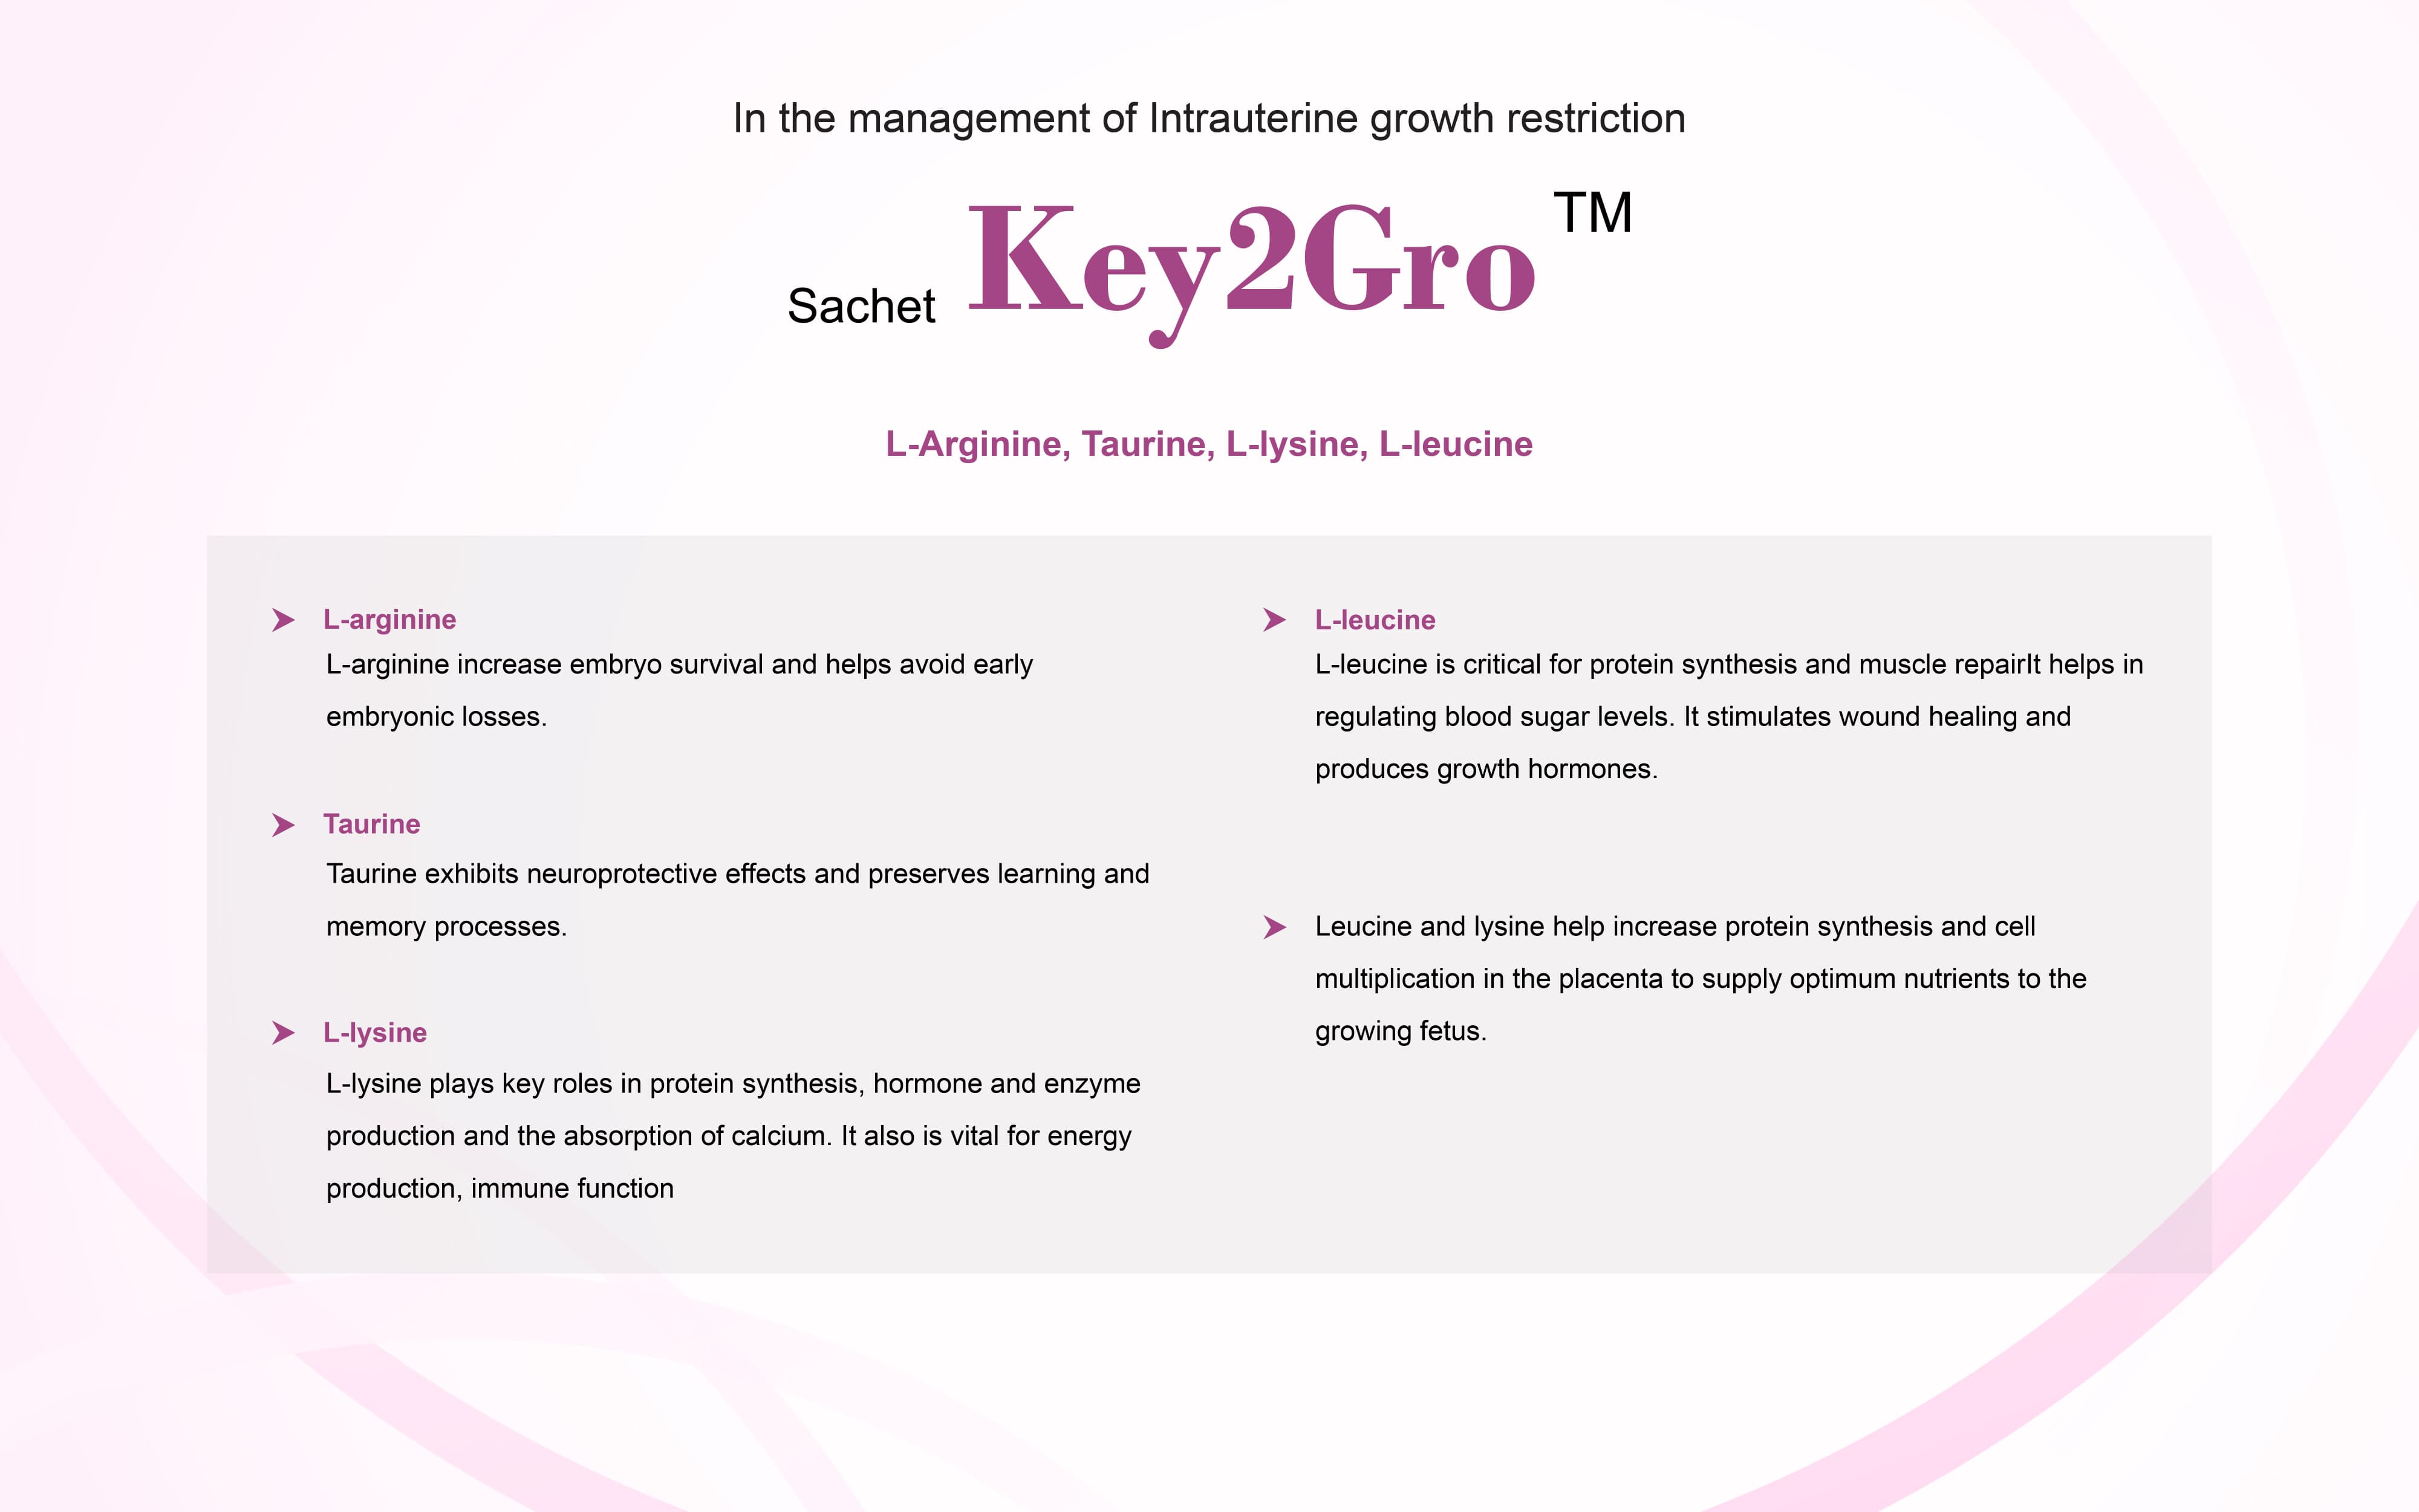 In the management of Intrauterine growth restriction
Sachet Key2Gro TM
L-Arginine, Taurine, L-lysine, L-leucine
L-arginine
L-arginine increase embryo survival and helps avoid early
embryonic losses.
Taurine
Taurine exhibits neuroprotective effects and preserves learning and
memory processes.
L-lysine
L-lysine plays key roles in protein synthesis, hormone and enzyme
production and the absorption of calcium. It also is vital for energy
production, immune function
L-leucine
L-leucine is critical for protein synthesis and muscle repairIt helps in
regulating blood sugar levels. It stimulates wound healing and
produces growth hormones.
Leucine and lysine help increase protein synthesis and cell
multiplication in the placenta to supply optimum nutrients to the
growing fetus.